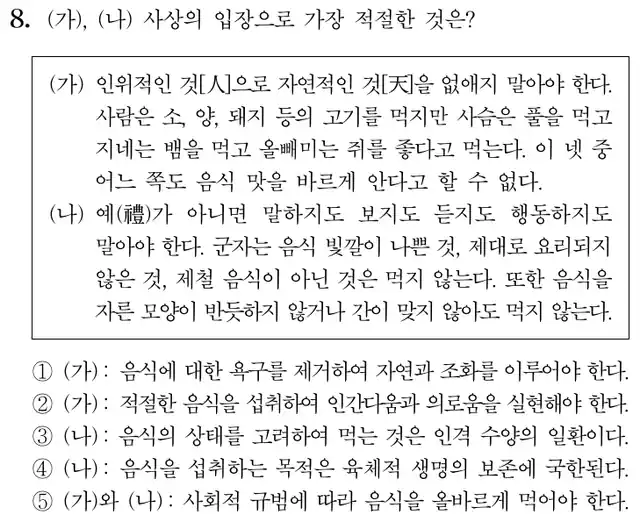 8. (가), (나) 사상의 입장으로 가장 적절한 것은?
(가) 인위적인 것[人]으로 자연적인 것[天]을 없애지 말아야 한다.
사람은 소, 양, 돼지 등의 고기를 먹지만 사슴은 풀을 먹고
지네는 뱀을 먹고 올빼미는 쥐를 좋다고 먹는다. 이 넷 중
어느 쪽도 음식 맛을 바르게 안다고 할 수 없다.
(나) 예(禮)가 아니면 말하지도 보지도 듣지도 행동하지도
말아야 한다. 군자는 음식 빛깔이 나쁜 것, 제대로 요리되지
않은 것, 제철 음식이 아닌 것은 먹지 않는다. 또한 음식을
자른 모양이 반듯하지 않거나 간이 맞지 않아도 먹지 않는다.
① (가): 음식에 대한 욕구를 제거하여 자연과 조화를 이루어야 한다.
② (가): 적절한 음식을 섭취하여 인간다움과 의로움을 실현해야 한다.
③ (나): 음식의 상태를 고려하여 먹는 것은 인격 수양의 일환이다.
④ (나): 음식을 섭취하는 목적은 육체적 생명의 보존에 국한된다.
⑤ (가)와 (나): 사회적 규범에 따라 음식을 올바르게 먹어야 한다.